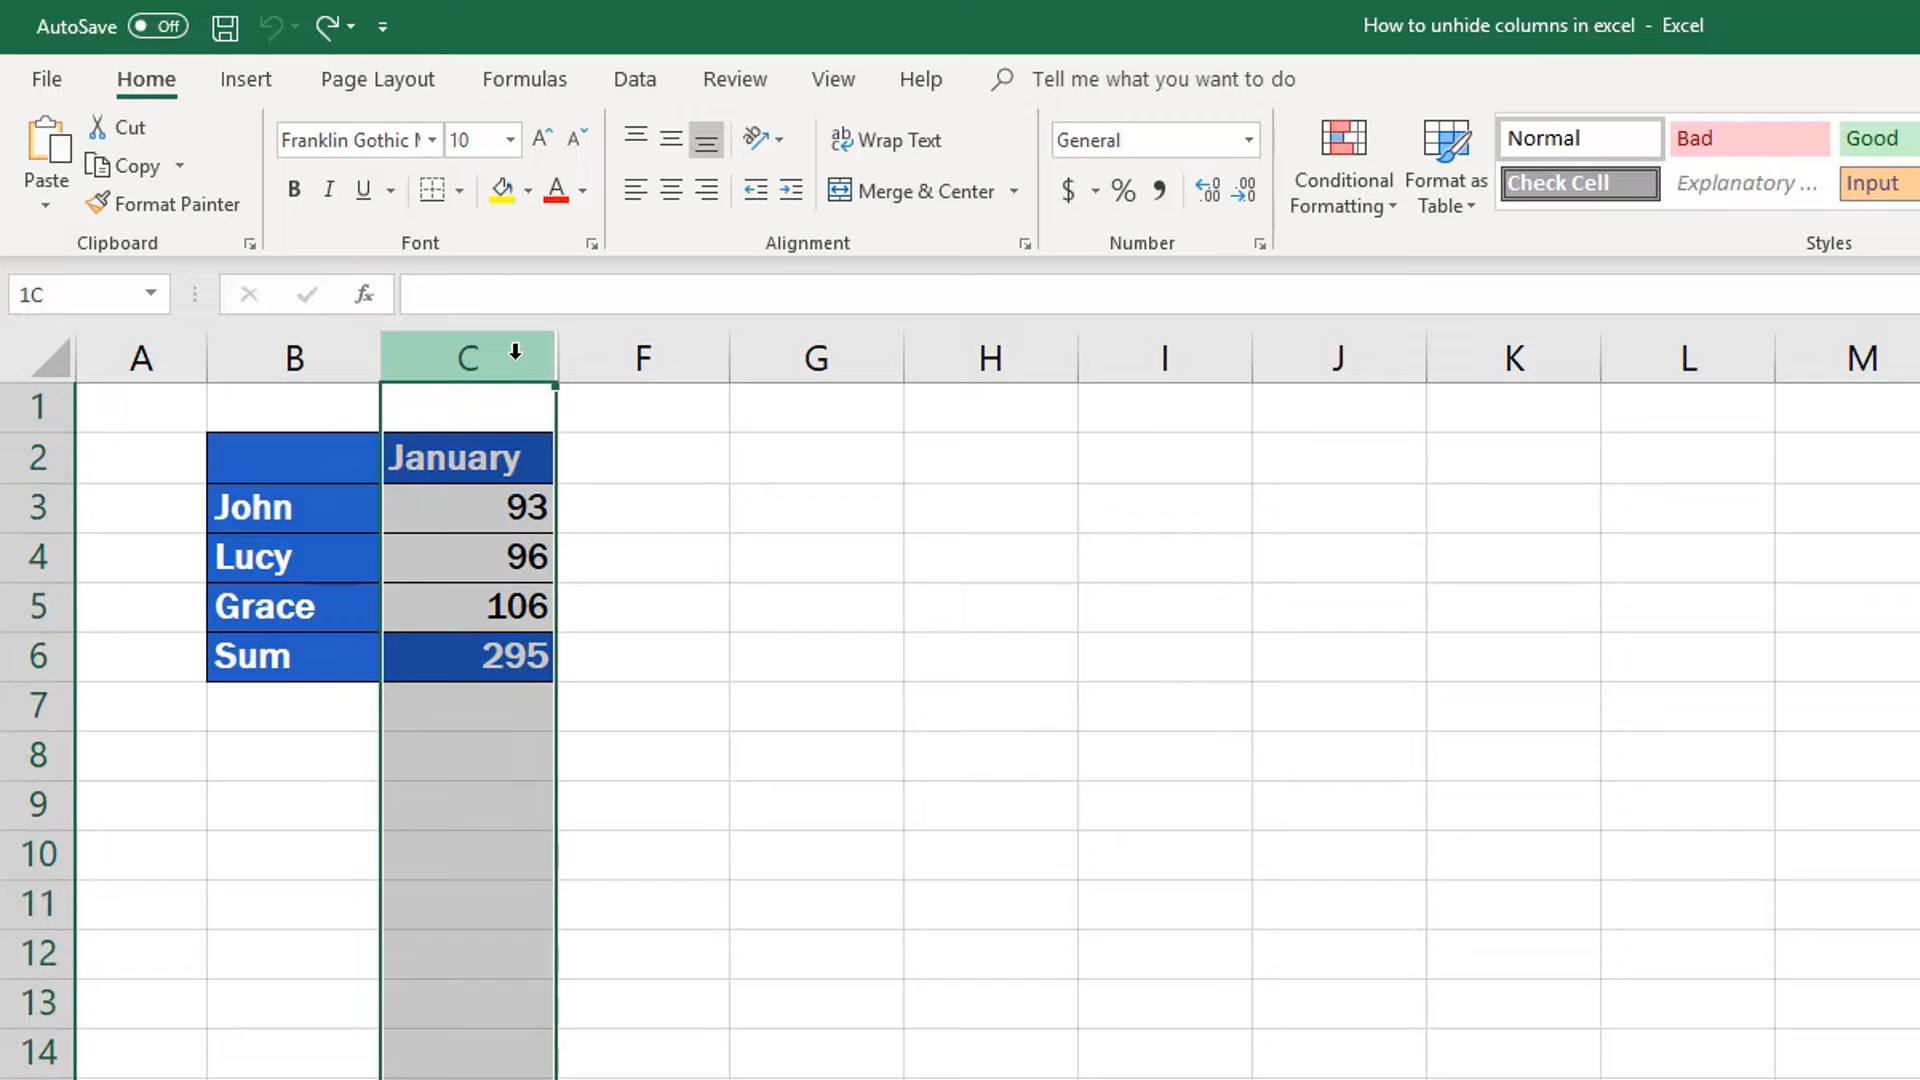 AutoSave Off How to unhide columns in excel - Excel
File Home Insert Page Layout Formulas Data Review View Help Tell me what you want to do
Paste Cut Copy Format Painter
Clipboard
Franklin Gothic M 10
B I U A
Font
ab Wrap Text
Merge & Center
Alignment
General
$ % , .00
Number
Conditional Formatting Format as Table
Normal Bad Good
Check Cell Explanatory ... Input
Styles
1C fx
A B C F G H I J K L M
1
2 January
3 John 93
4 Lucy 96
5 Grace 106
6 Sum 295
7
8
9
10
11
12
13
14